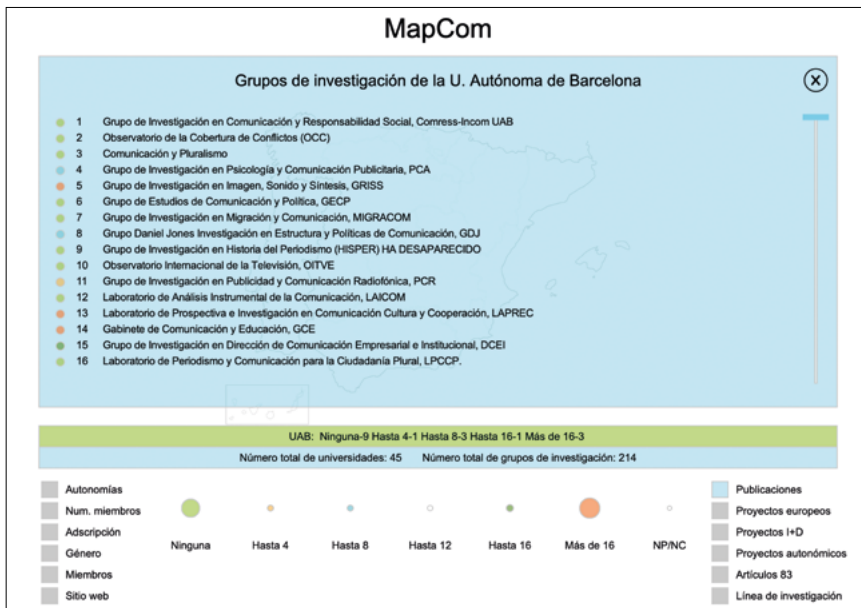 MapCom
Grupos de investigación de la U. Autónoma de Barcelona
X
1 Grupo de Investigación en Comunicación y Responsabilidad Social, Comress-Incom UAB
2 Observatorio de la Cobertura de Conflictos (OCC)
3 Comunicación y Pluralismo
4 Grupo de Investigación en Psicología y Comunicación Publicitaria, PCA
5 Grupo de Investigación en Imagen, Sonido y Síntesis, GRISS
6 Grupo de Estudios de Comunicación y Política, GECP
7 Grupo de Investigación en Migración y Comunicación, MIGRACOM
8 Grupo Daniel Jones Investigación en Estructura y Políticas de Comunicación, GDJ
9 Grupo de Investigación en Historia del Periodismo (HISPER) HA DESAPARECIDO
10 Observatorio Internacional de la Televisión, OITVE
11 Grupo de Investigación en Publicidad y Comunicación Radiofónica, PCR
12 Laboratorio de Análisis Instrumental de la Comunicación, LAICOM
13 Laboratorio de Prospectiva e Investigación en Comunicación Cultura y Cooperación, LAPREC
14 Gabinete de Comunicación y Educación, GCE
15 Grupo de Investigación en Dirección de Comunicación Empresarial e Institucional, DCEI
16 Laboratorio de Periodismo y Comunicación para la Ciudadanía Plural, LPCCP.
UAB: Ninguna-9 Hasta 4-1 Hasta 8-3 Hasta 16-1 Más de 16-3
Número total de universidades: 45 Número total de grupos de investigación: 214
Autonomías
Num. miembros
Adscripción
Género
Miembros
Sitio web
Ninguna Hasta 4 Hasta 8 Hasta 12 Hasta 16 Más de 16 NP/NC
Publicaciones
Proyectos europeos
Proyectos I+D
Proyectos autonómicos
Artículos 83
Línea de investigación